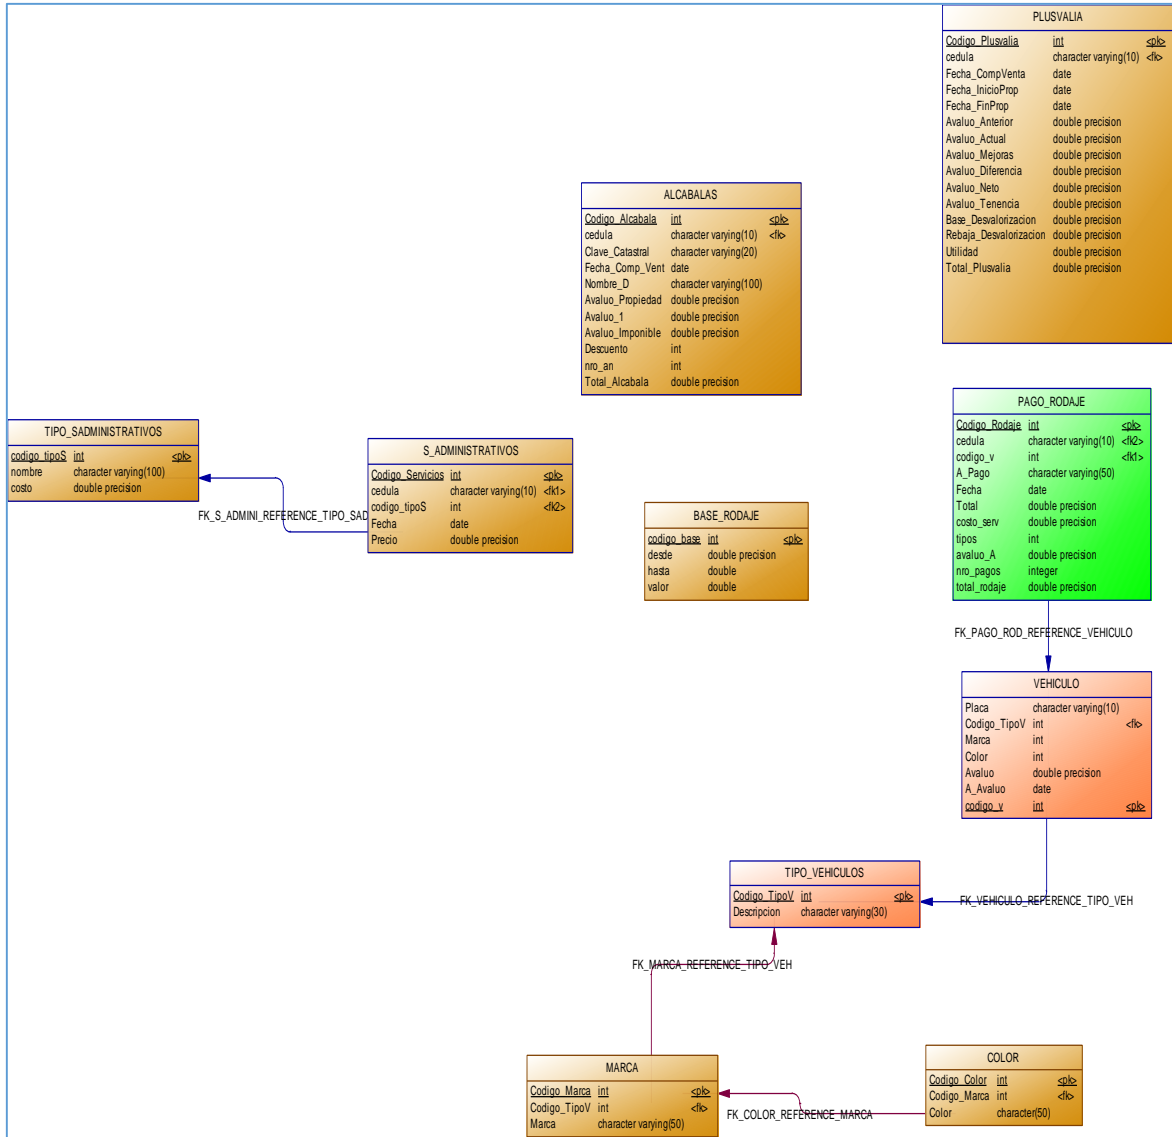 PLUSVALIA
Codigo_Plusvalia int <pk>
cedula character varying(10) <fk>
Fecha_CompVenta date
Fecha_InicioProp date
Fecha_FinProp date
Avaluo_Anterior double precision
Avaluo_Actual double precision
Avaluo_Mejoras double precision
Avaluo_Diferencia double precision
Avaluo_Neto double precision
Avaluo_Tenencia double precision
Base_Desvalorizacion double precision
Rebaja_Desvalorizacion double precision
Utilidad double precision
Total_Plusvalia double precision
ALCABALAS
Codigo_Alcabala int <pk>
cedula character varying(10) <fk>
Clave_Catastral character varying(20)
Fecha_Comp_Vent date
Nombre_D character varying(100)
Avaluo_Propiedad double precision
Avaluo_1 double precision
Avaluo_Imponible double precision
Descuento int
nro_an int
Total_Alcabala double precision
TIPO_SADMINISTRATIVOS
codigo_tipoS int <pk>
nombre character varying(100)
costo double precision
FK_S_ADMINI_REFERENCE_TIPO_SAD
S_ADMINISTRATIVOS
Codigo_Servicios int <pk>
cedula character varying(10) <fk1>
codigo_tipoS int <fk2>
Fecha date
Precio double precision
BASE_RODAJE
codigo_base int <pk>
desde double precision
hasta double
valor double
PAGO_RODAJE
Codigo_Rodaje int <pk>
cedula character varying(10) <fk2>
codigo_v int <fk1>
A_Pago character varying(50)
Fecha date
Total double precision
costo_serv double precision
tipos int
avaluo_A double precision
nro_pagos integer
total_rodaje double precision
FK_PAGO_ROD_REFERENCE_VEHICULO
VEHICULO
Placa character varying(10)
Codigo_TipoV int <fk>
Marca int
Color int
Avaluo double precision
A_Avaluo date
codigo_v int <pk>
FK_VEHICULO_REFERENCE_TIPO_VEH
TIPO_VEHICULOS
Codigo_TipoV int <pk>
Descripcion character varying(30)
FK_MARCA_REFERENCE_TIPO_VEH
MARCA
Codigo_Marca int <pk>
Codigo_TipoV int <fk>
Marca character varying(50)
FK_COLOR_REFERENCE_MARCA
COLOR
Codigo_Color int <pk>
Codigo_Marca int <fk>
Color character(50)